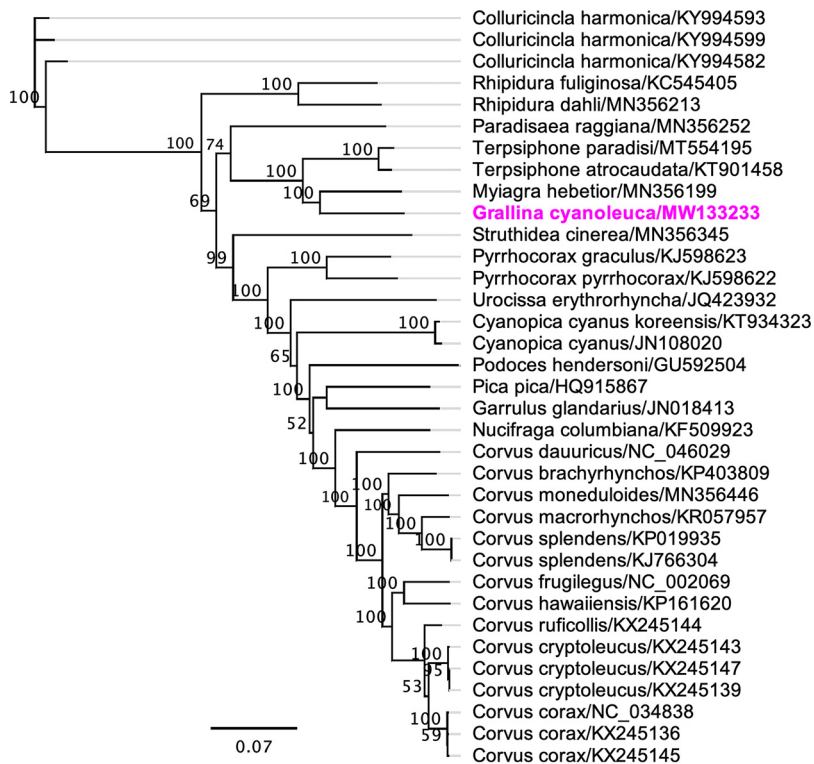 Colluricincla harmonica/KY994593
Colluricincla harmonica/KY994599
Colluricincla harmonica/KY994582
100
100
Rhipidura fuliginosa/KC545405
Rhipidura dahli/MN356213
Paradisaea raggiana/MN356252
100
74
100
Terpsiphone paradisi/MT554195
Terpsiphone atrocaudata/KT901458
100
Myiagra hebetior/MN356199
100
69
Grallina cyanoleuca/MW133233
Struthidea cinerea/MN356345
99
100
Pyrrhocorax graculus/KJ598623
Pyrrhocorax pyrrhocorax/KJ598622
100
Urocissa erythrorhyncha/JQ423932
100
100
Cyanopica cyanus koreensis/KT934323
Cyanopica cyanus/JN108020
65
Podoces hendersoni/GU592504
100
Pica pica/HQ915867
Garrulus glandarius/JN018413
52
Nucifraga columbiana/KF509923
100
Corvus dauuricus/NC_046029
Corvus brachyrhynchos/KP403809
100
100
Corvus moneduloides/MN356446
100
Corvus macrorhynchos/KR057957
100
100
Corvus splendens/KP019935
100
Corvus splendens/KJ766304
100
Corvus frugilegus/NC_002069
Corvus hawaiiensis/KP161620
100
Corvus ruficollis/KX245144
Corvus cryptoleucus/KX245143
100
95
Corvus cryptoleucus/KX245147
53
Corvus cryptoleucus/KX245139
100
Corvus corax/NC_034838
59
Corvus corax/KX245136
Corvus corax/KX245145
0.07